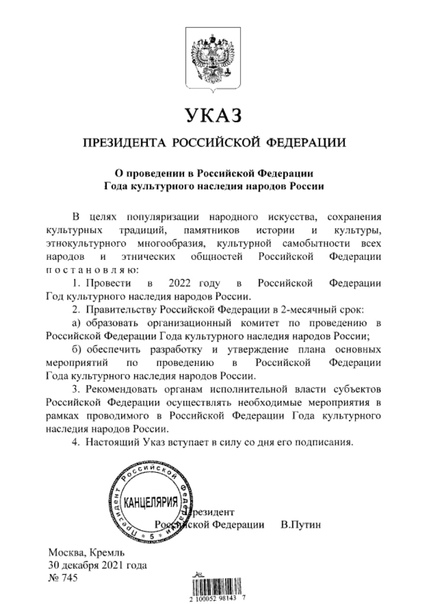 УКАЗ
ПРЕЗИДЕНТА РОССИЙСКОЙ ФЕДЕРАЦИИ
О проведении в Российской Федерации
Года культурного наследия народов России
В целях популяризации народного искусства, сохранения
культурных традиций, памятников истории и культуры,
этнокультурного многообразия, культурной самобытности всех
народов и этнических общностей Российской Федерации
п о с т а н о в л я ю:
1. Провести в 2022 году в Российской Федерации
Год культурного наследия народов России.
2. Правительству Российской Федерации в 2-месячный срок:
а) образовать организационный комитет по проведению в
Российской Федерации Года культурного наследия народов России;
б) обеспечить разработку и утверждение плана основных
мероприятий по проведению в Российской Федерации
Года культурного наследия народов России.
3. Рекомендовать органам исполнительной власти субъектов
Российской Федерации осуществлять необходимые мероприятия в
рамках проводимого в Российской Федерации Года культурного
наследия народов России.
4. Настоящий Указ вступает в силу со дня его подписания.
Президент Российской Федерации
КАНЦЕЛЯРИЯ
* 5 *
Президент
Российской Федерации В.Путин
Москва, Кремль
30 декабря 2021 года
№ 745
2 100052 98143 7